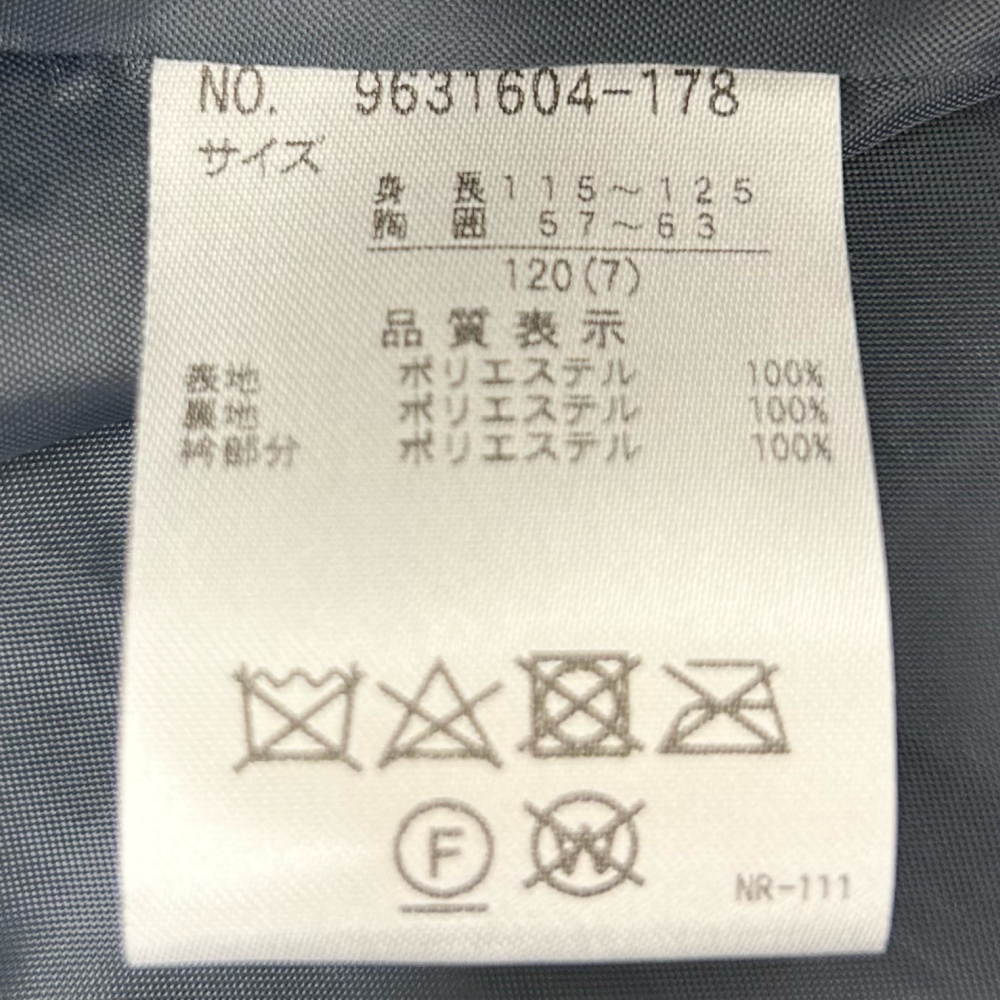 NO. 9631604-178
サイズ
身 長 115～125
胸 囲 57～63
120(7)
品質表示
表地 ポリエステル 100%
裏地 ポリエステル 100%
衿部分 ポリエステル 100%
F W
NR-111